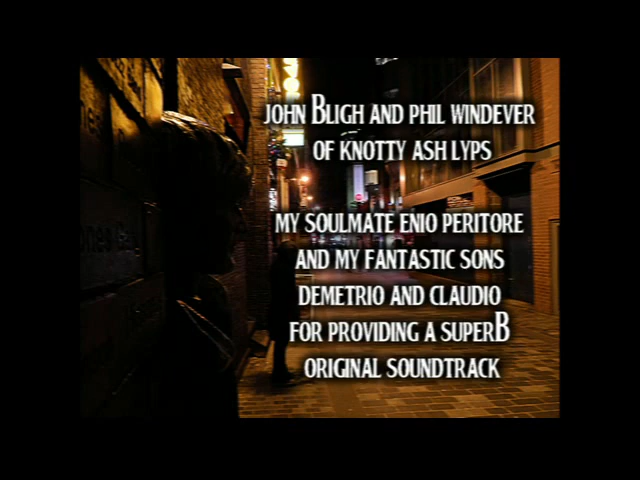 JOHN BLIGH AND PHIL WINDEVER
OF KNOTTY ASH LYPS
MY SOULMATE ENIO PERITORE
AND MY FANTASTIC SONS
DEMETRIO AND CLAUDIO
FOR PROVIDING A SUPERB
ORIGINAL SOUNDTRACK